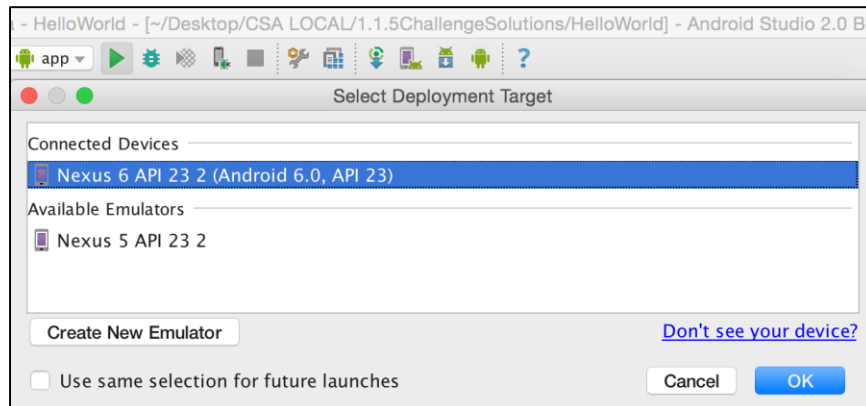 - HelloWorld - [~/Desktop/CSA LOCAL/1.1.5ChallengeSolutions/HelloWorld] - Android Studio 2.0 B
app
?
Select Deployment Target
Connected Devices
Nexus 6 API 23 2 (Android 6.0, API 23)
Available Emulators
Nexus 5 API 23 2
Create New Emulator
Don't see your device?
Use same selection for future launches
Cancel
OK